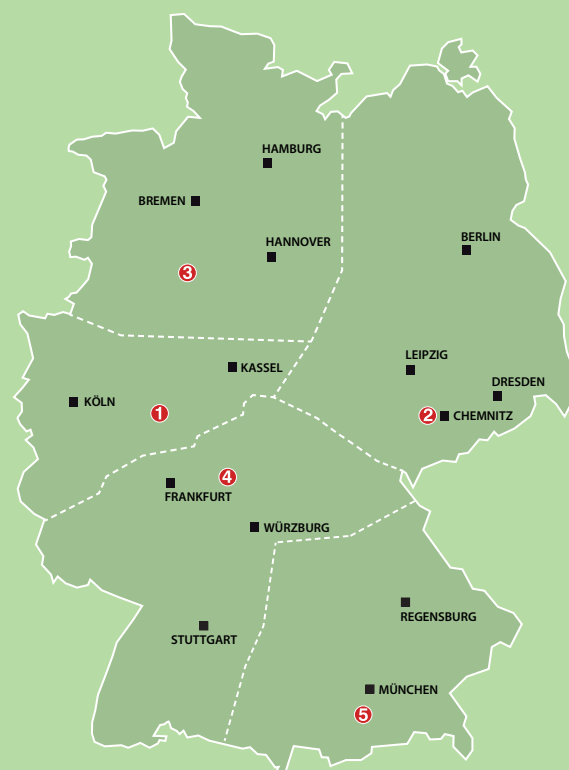 HAMBURG
BREMEN
HANNOVER
BERLIN
3
LEIPZIG
KASSEL
DRESDEN
KÖLN
1
2
CHEMNITZ
4
FRANKFURT
WÜRZBURG
REGENSBURG
STUTTGART
MÜNCHEN
5